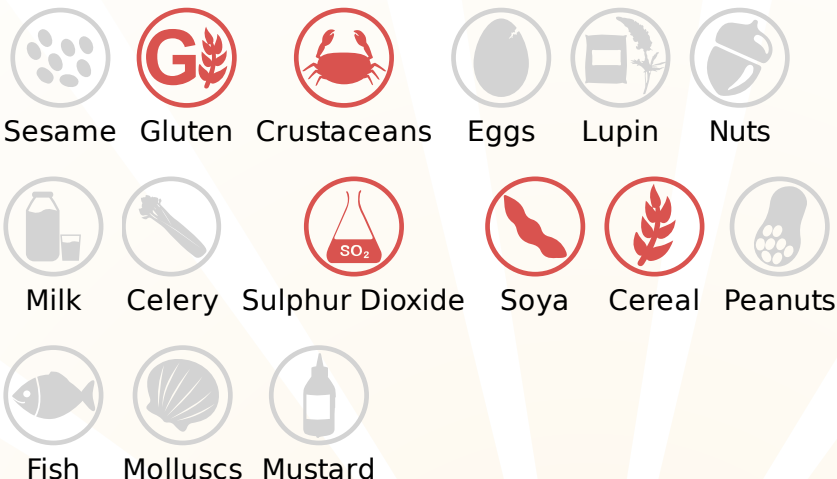 G
Sesame Gluten Crustaceans Eggs Lupin Nuts
SO₂
Milk Celery Sulphur Dioxide Soya Cereal Peanuts
Fish Molluscs Mustard